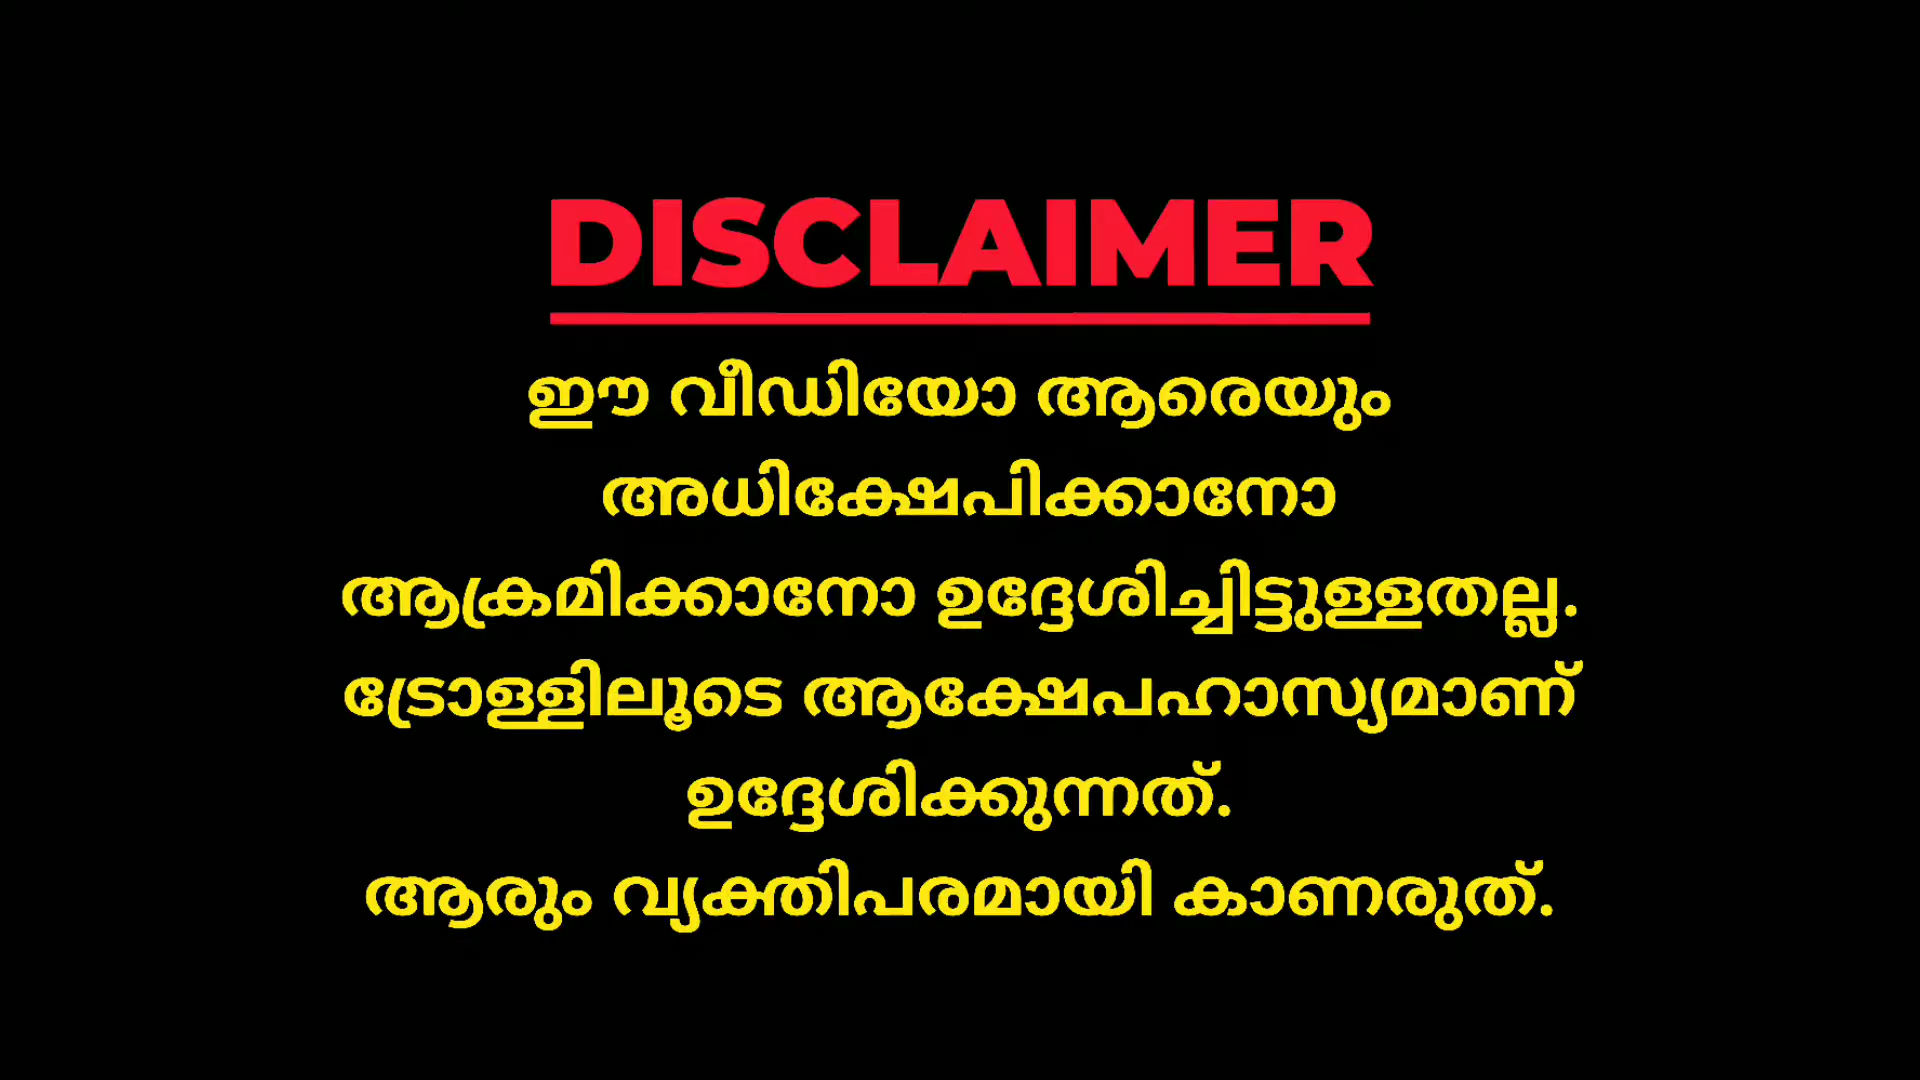 DISCLAIMER
ഈ വീഡിയോ ആരെയും
അധിക്ഷേപിക്കാനോ
ആക്രമിക്കാനോ ഉദ്ദേശിച്ചിട്ടുള്ളതല്ല.
ട്രോള്ളിലൂടെ ആക്ഷേപഹാസ്യമാണ്
ഉദ്ദേശിക്കുന്നത്.
ആരും വ്യക്തിപരമായി കാണരുത്.